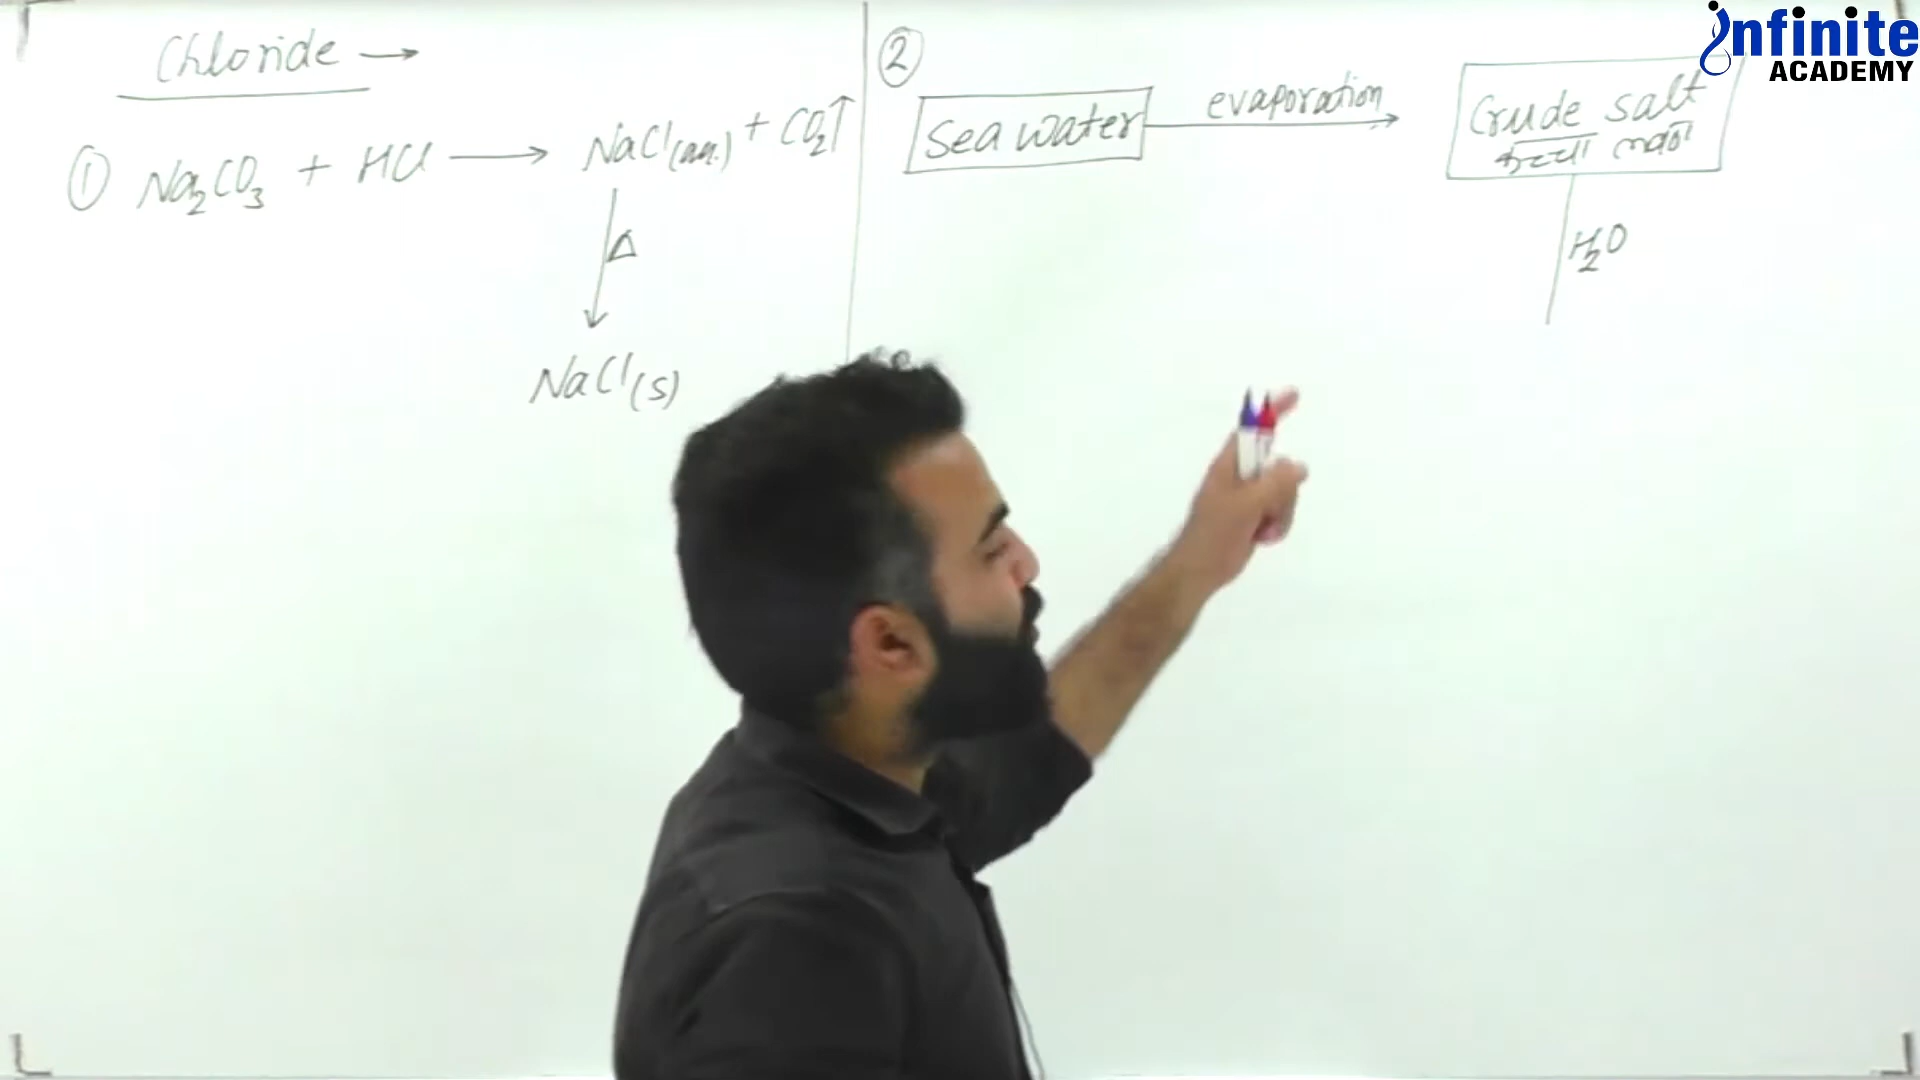 Chloride →
① Na₂CO₃ + HCl → NaCl(aq.) + CO₂↑
Δ
NaCl(s)
②
Sea water evaporation → Crude salt
H₂O
infinite
ACADEMY